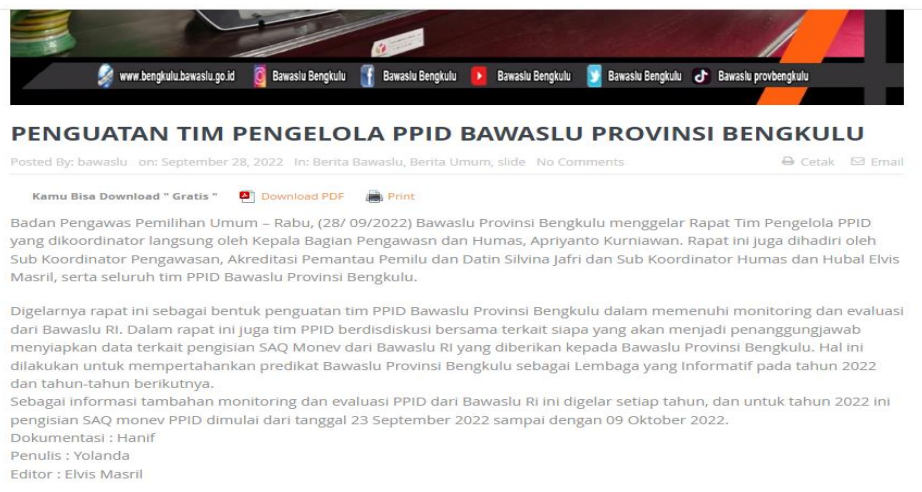 www.bengkulu.bawaslu.go.id Bawaslu Bengkulu Bawaslu Bengkulu Bawaslu Bengkulu Bawaslu Bengkulu Bawaslu provbengkulu
PENGUATAN TIM PENGELOLA PPID BAWASLU PROVINSI BENGKULU
Posted By: bawaslu on: September 28, 2022 In: Berita Bawaslu, Berita Umum, slide No Comments Cetak Email
Kamu Bisa Download " Gratis " Download PDF Print
Badan Pengawas Pemilihan Umum – Rabu, (28/ 09/2022) Bawaslu Provinsi Bengkulu menggelar Rapat Tim Pengelola PPID
yang dikoordinator langsung oleh Kepala Bagian Pengawasn dan Humas, Apriyanto Kurniawan. Rapat ini juga dihadiri oleh
Sub Koordinator Pengawasan, Akreditasi Pemantau Pemilu dan Datin Silvina Jafri dan Sub Koordinator Humas dan Hubal Elvis
Masril, serta seluruh tim PPID Bawaslu Provinsi Bengkulu.
Digelarnya rapat ini sebagai bentuk penguatan tim PPID Bawaslu Provinsi Bengkulu dalam memenuhi monitoring dan evaluasi
dari Bawaslu RI. Dalam rapat ini juga tim PPID berdisdiskusi bersama terkait siapa yang akan menjadi penanggungjawab
menyiapkan data terkait pengisian SAQ Monev dari Bawaslu RI yang diberikan kepada Bawaslu Provinsi Bengkulu. Hal ini
dilakukan untuk mempertahankan predikat Bawaslu Provinsi Bengkulu sebagai Lembaga yang Informatif pada tahun 2022
dan tahun-tahun berikutnya.
Sebagai informasi tambahan monitoring dan evaluasi PPID dari Bawaslu Ri ini digelar setiap tahun, dan untuk tahun 2022 ini
pengisian SAQ monev PPID dimulai dari tanggal 23 September 2022 sampai dengan 09 Oktober 2022.
Dokumentasi : Hanif
Penulis : Yolanda
Editor : Elvis Masril